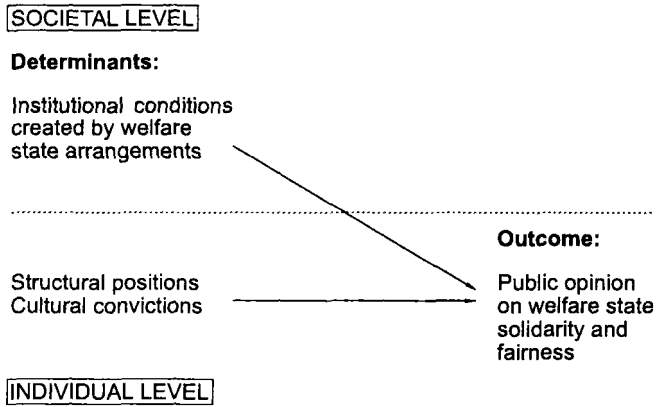 SOCIETAL LEVEL
Determinants:
Institutional conditions
created by welfare
state arrangements
Outcome:
Structural positions
Cultural convictions
Public opinion
on welfare state
solidarity and
fairness
INDIVIDUAL LEVEL